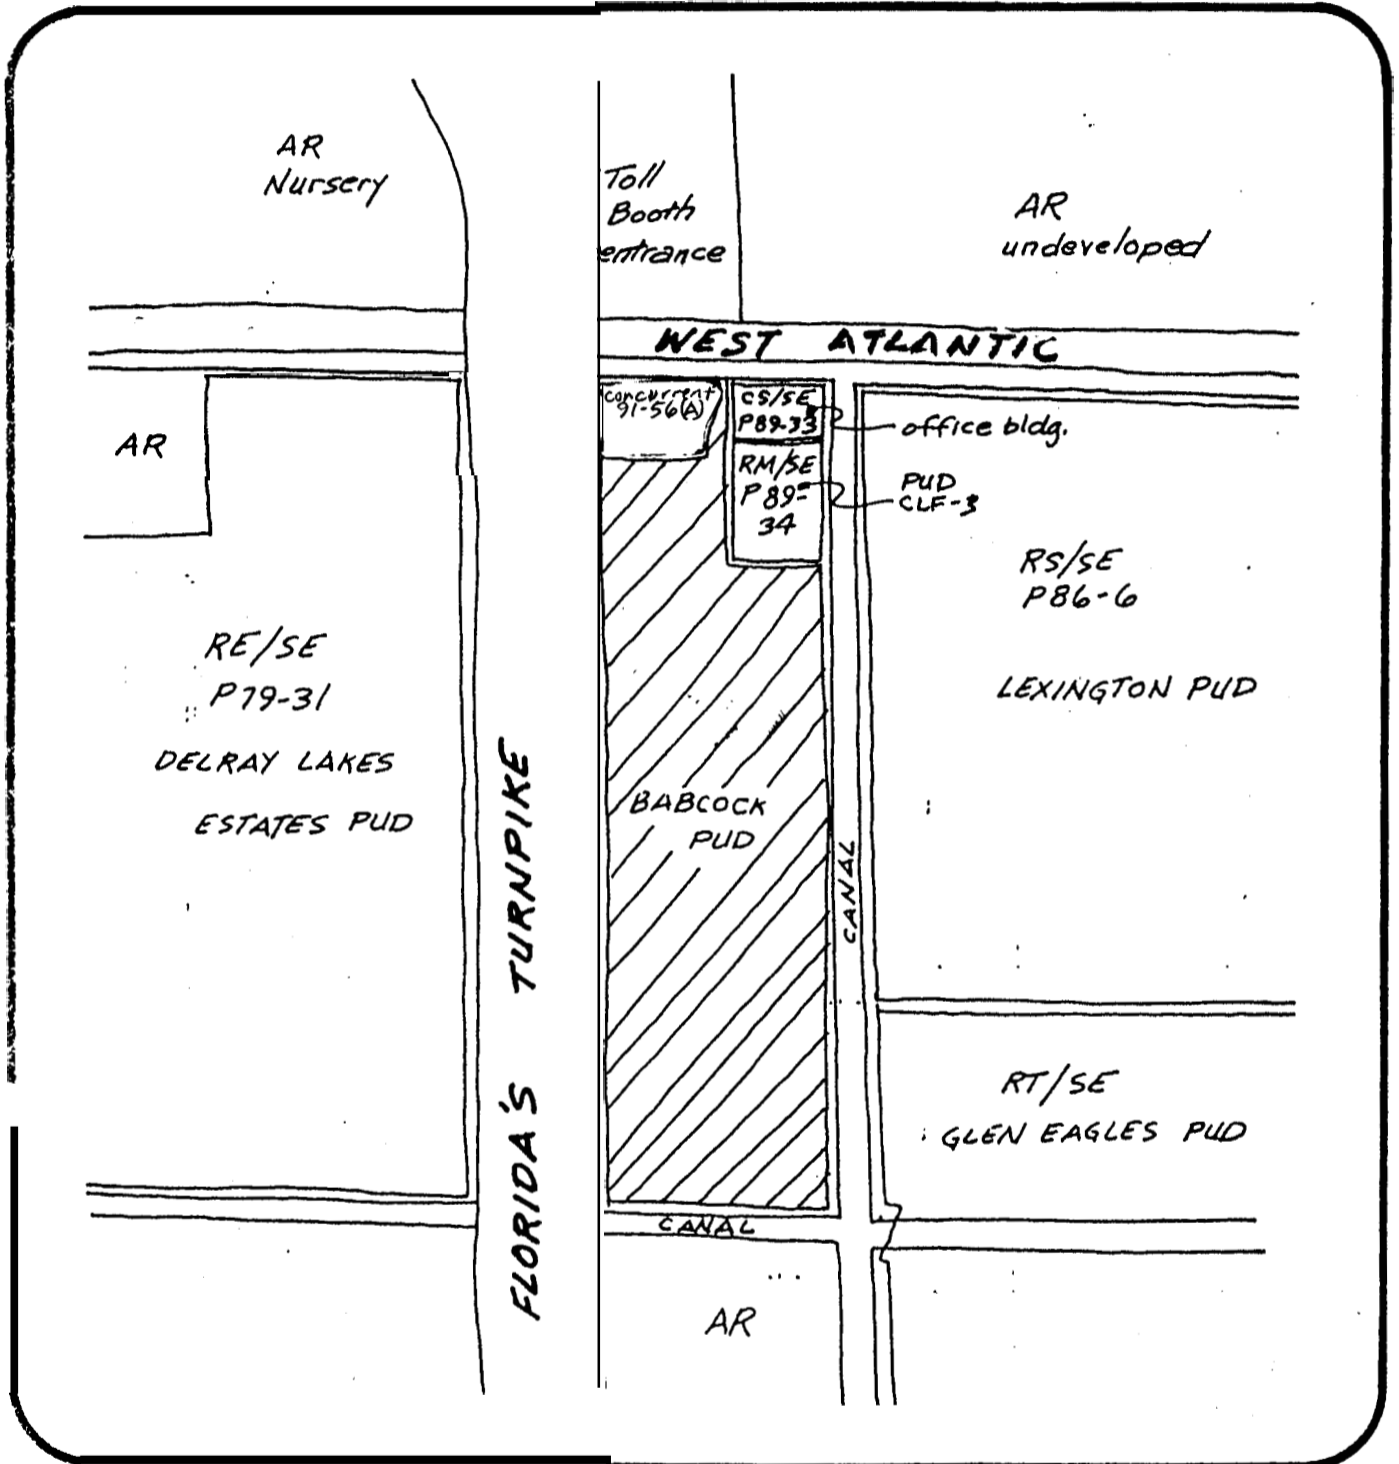 AR
Nursery
Toll
Booth
entrance
AR
undeveloped
WEST ATLANTIC
concurrent
91-56(A)
CS/SE
P89-33
office bldg.
RM/SE
P89-
34
PUD
CLF-3
AR
RS/SE
P86-6
LEXINGTON PUD
RE/SE
P79-31
DELRAY LAKES
ESTATES PUD
FLORIDA'S TURNPIKE
BABCOCK
PUD
CANAL
RT/SE
GLEN EAGLES PUD
CANAL
AR